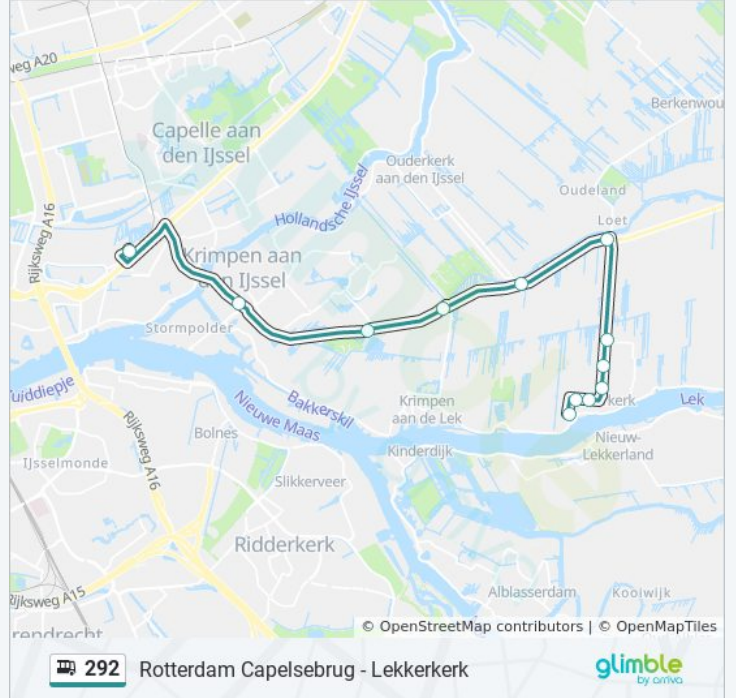 weg A20
Capelle aan
den IJssel
Berkenwou
Ouderkerk
aan den IJssel
Oudeland
Hollandsche IJssel
Loet
Rijksweg A16
Krimpen aan
den IJssel
Stormpolder
Zuiddiepje
Bakkerskil
Nieuwe Maas
Krimpen
aan de Lek
kerk
Lek
Rijksweg A16
Bolnes
Nieuw-
Lekkerland
Kinderdijk
IJsselmonde
Slikkerveer
Ridderkerk
Rijksweg A15
Alblasserdam
Kooiwijk
rendrecht
© OpenStreetMap contributors | © OpenMapTiles
292 Rotterdam Capelsebrug - Lekkerkerk
glimble
by arriva